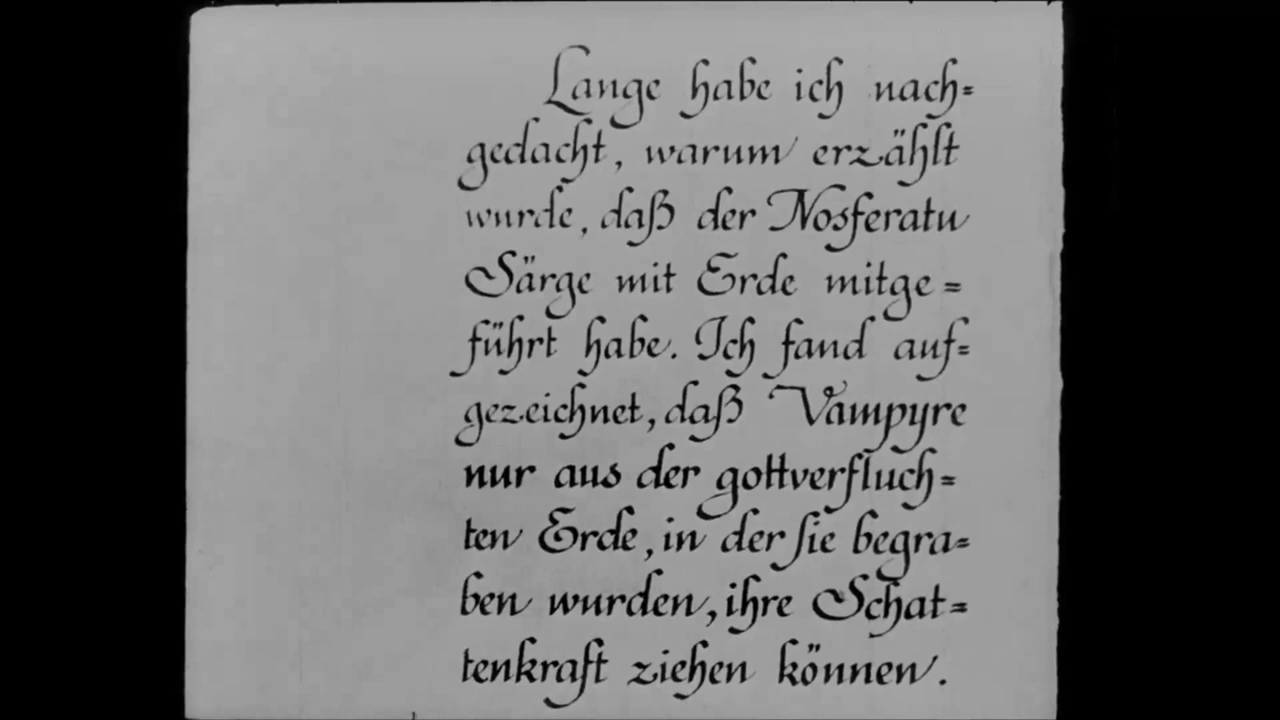 Lange habe ich nach=
gedacht, warum erzählt
wurde, daß der Nosferatu
Särge mit Erde mitge=
führt habe. Ich fand auf=
gezeichnet, daß Vampyre
nur aus der gottverfluch=
ten Erde, in der sie begra=
ben wurden, ihre Schat=
tenkraft ziehen können.